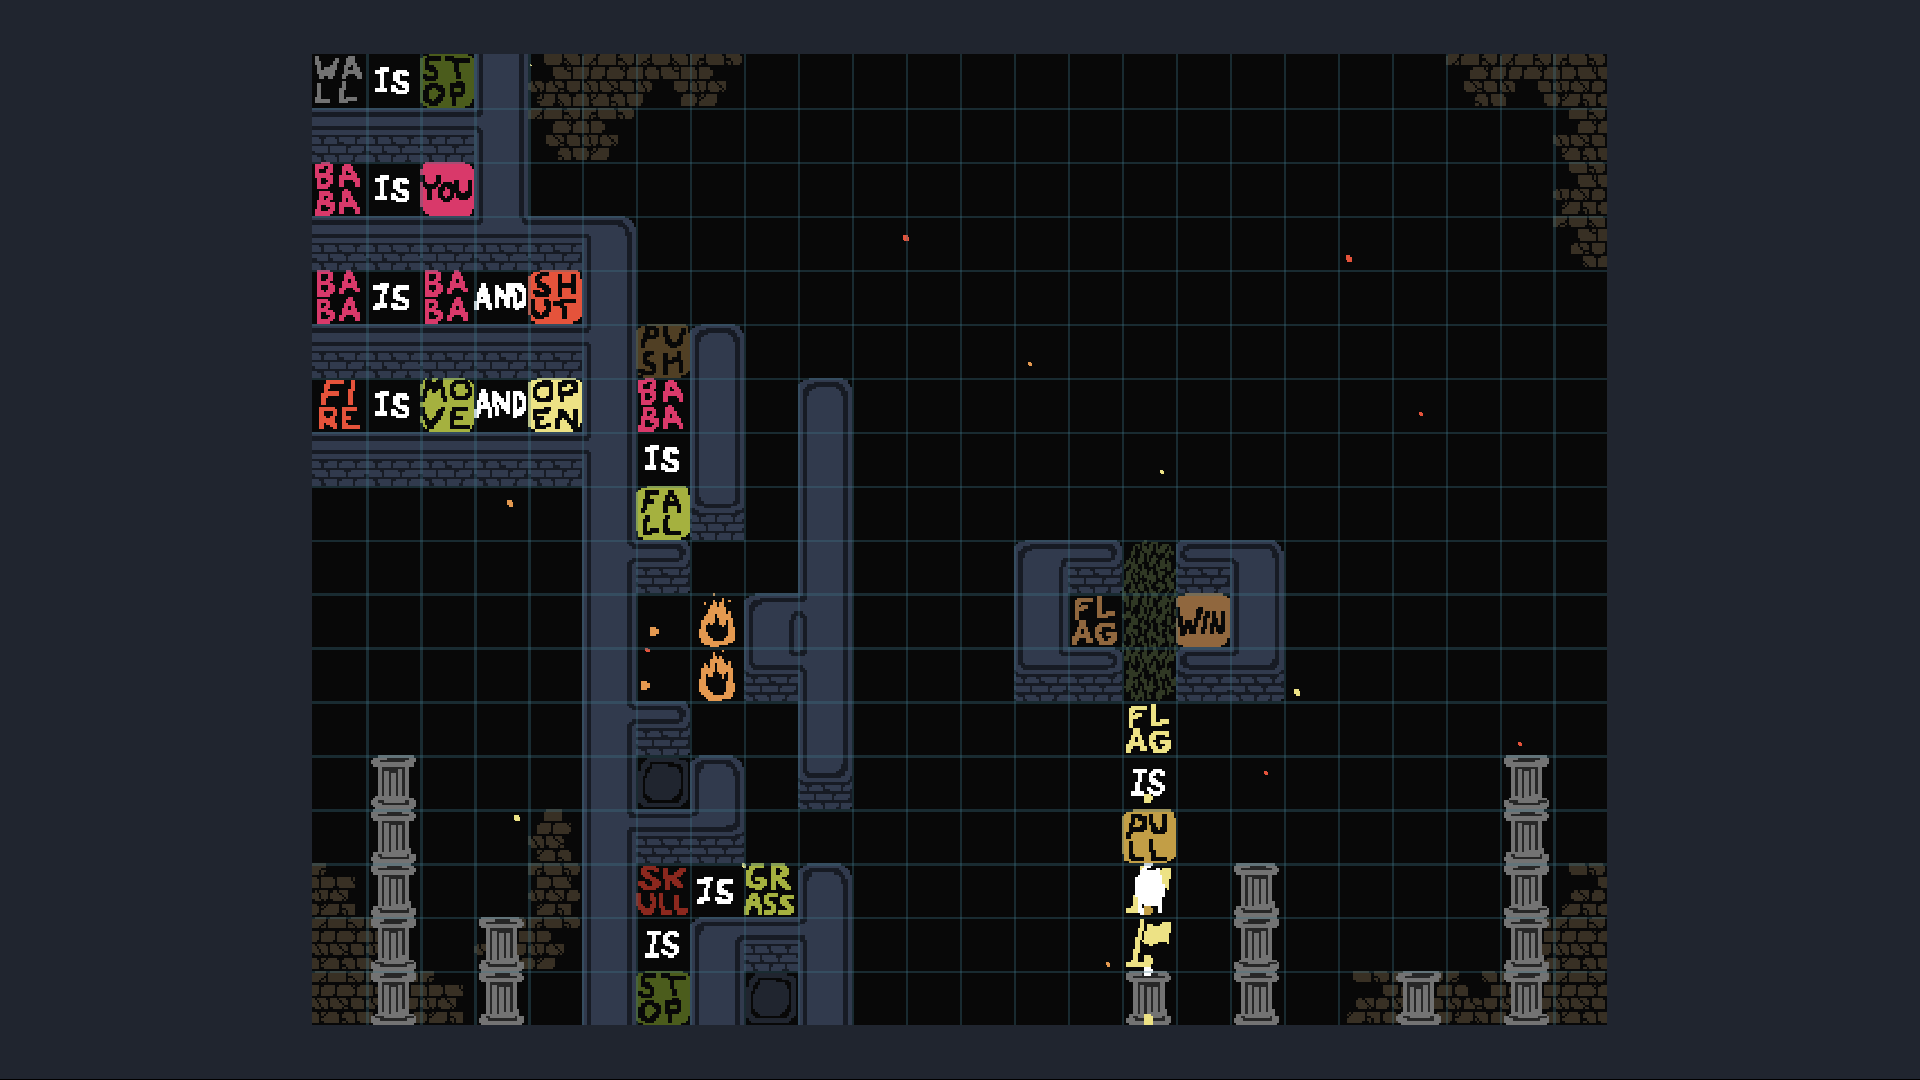 WALL IS STOP
BABA IS YOU
BABA IS BABA AND SHUT
PUSH
FIRE IS MOVE AND OPEN
BABA
IS
FALL
FLAG
WIN
FLAG
IS
PULL
SKULL IS GRASS
IS
STOP